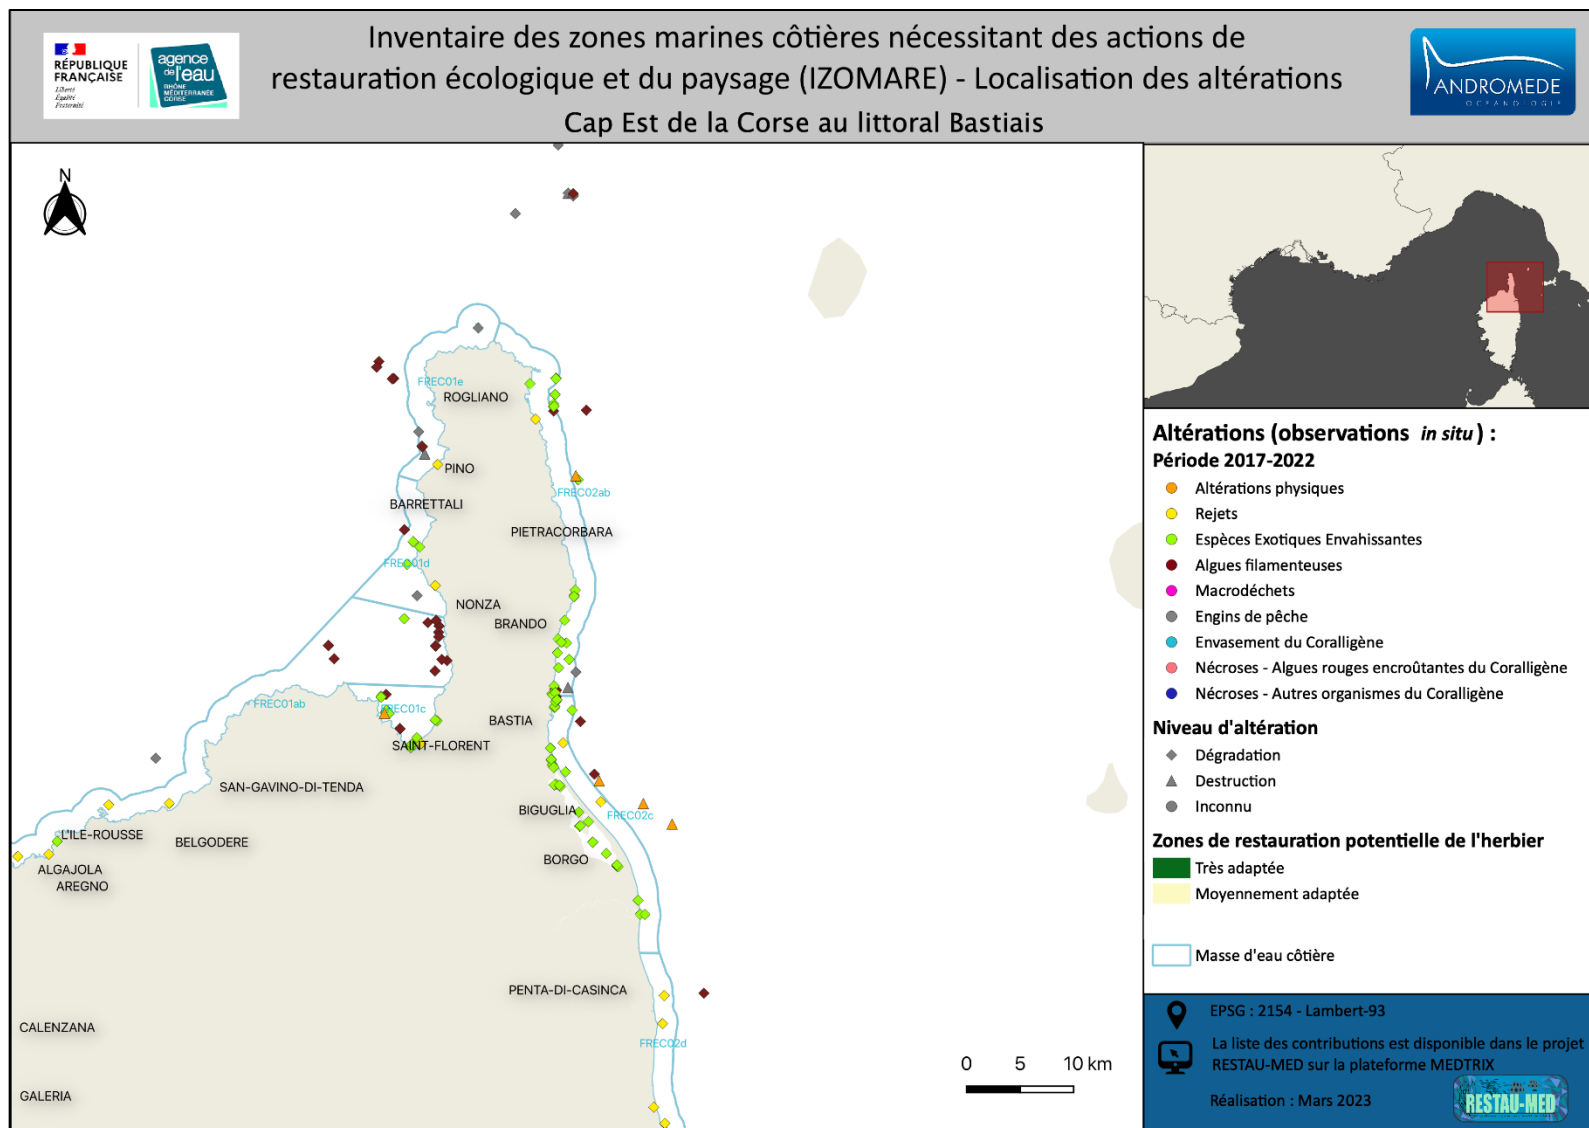 Inventaire des zones marines côtières nécessitant des actions de
restauration écologique et du paysage (IZOMARE) - Localisation des altérations
Cap Est de la Corse au littoral Bastiais
RÉPUBLIQUE
FRANÇAISE
Liberté
Égalité
Fraternité
agence
de l'eau
RHÔNE
MÉDITERRANÉE
CORSE
ANDROMEDE
OCÉANOLOGIE
N
FREC01e
ROGLIANO
PINO
FREC02ab
BARRETTALI
PIETRACORBARA
FREC01d
NONZA
BRANDO
FREC01ab
FREC01c
BASTIA
SAINT-FLORENT
SAN-GAVINO-DI-TENDA
BIGUGLIA
FREC02c
L'ILE-ROUSSE
BELGODERE
BORGO
ALGAJOLA
AREGNO
PENTA-DI-CASINCA
CALENZANA
FREC02d
GALERIA
0 5 10 km
Altérations (observations in situ) :
Période 2017-2022
Altérations physiques
Rejets
Espèces Exotiques Envahissantes
Algues filamenteuses
Macrodéchets
Engins de pêche
Envasement du Coralligène
Nécroses - Algues rouges encroûtantes du Coralligène
Nécroses - Autres organismes du Coralligène
Niveau d'altération
Dégradation
Destruction
Inconnu
Zones de restauration potentielle de l'herbier
Très adaptée
Moyennement adaptée
Masse d'eau côtière
EPSG : 2154 - Lambert-93
La liste des contributions est disponible dans le projet
RESTAU-MED sur la plateforme MEDTRIX
Réalisation : Mars 2023
RESTAU-MED